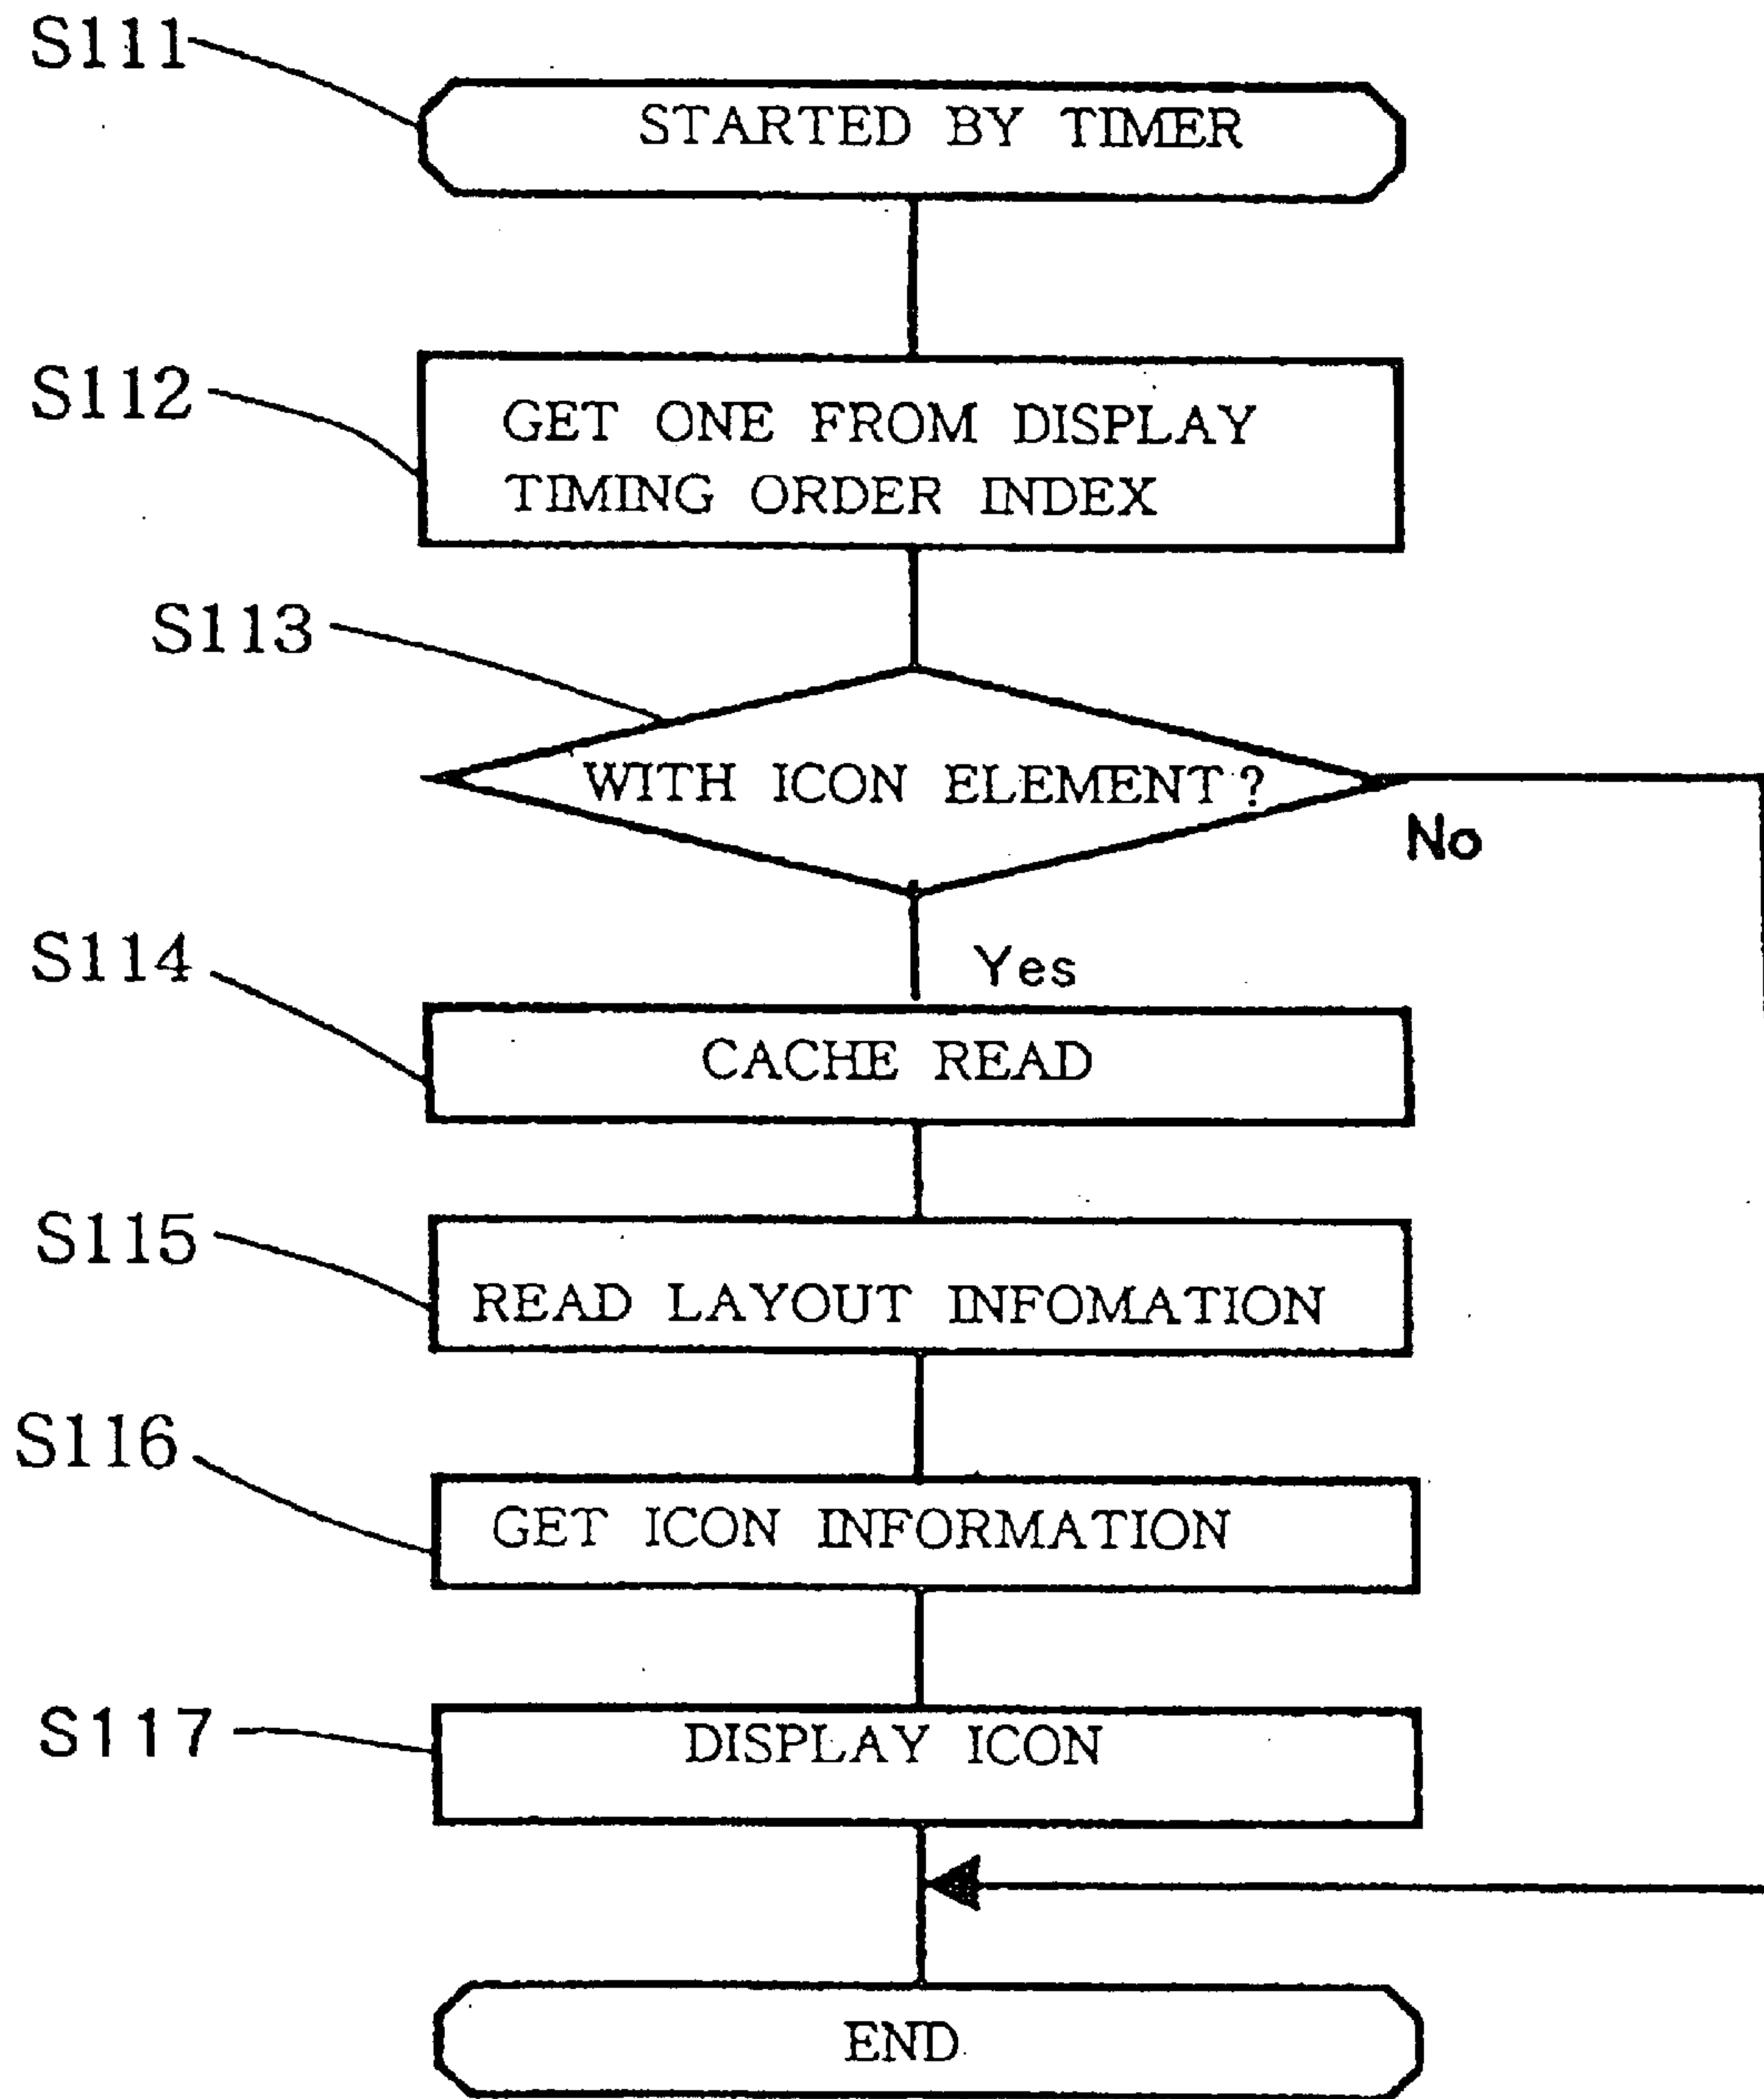 S111
STARTED BY TIMER
S112
GET ONE FROM DISPLAY
TIMING ORDER INDEX
S113
WITH ICON ELEMENT?
No
Yes
S114
CACHE READ
S115
READ LAYOUT INFOMATION
S116
GET ICON INFORMATION
S117
DISPLAY ICON
END